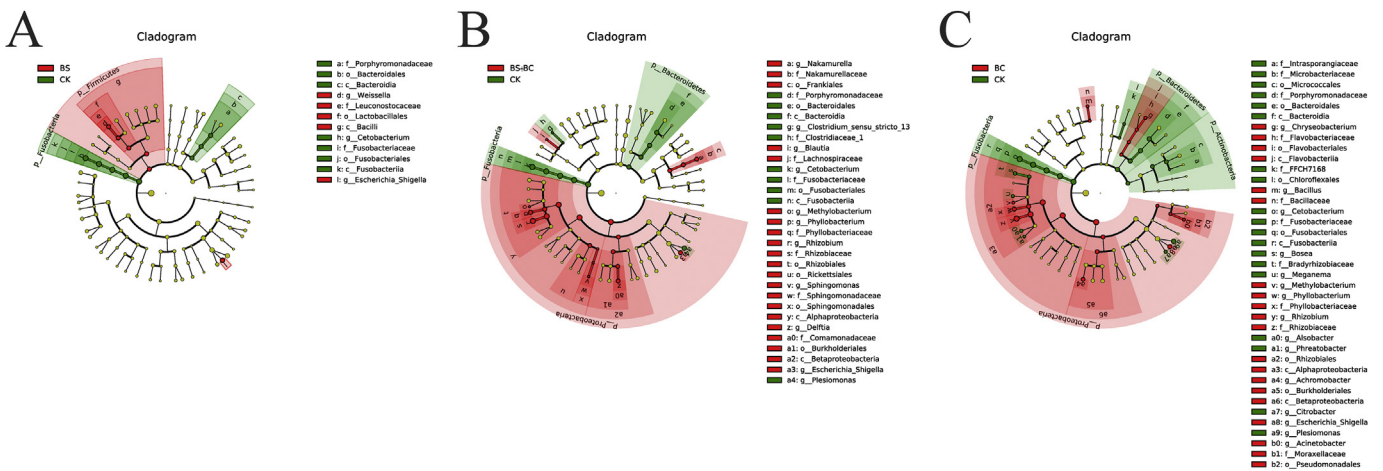 A
Cladogram
BS
CK
p__Firmicutes
p__Fusobacteria
a: f__Porphyromonadaceae
b: o__Bacteroidales
c: c__Bacteroidia
d: g__Weissella
e: f__Leuconostocaceae
f: o__Lactobacillales
g: c__Bacilli
h: g__Cetobacterium
i: f__Fusobacteriaceae
j: o__Fusobacteriales
k: c__Fusobacteriia
l: g__Escherichia_Shigella
B
Cladogram
BS+BC
CK
p__Bacteroidetes
p__Fusobacteria
p__Proteobacteria
a: g__Nakamurella
b: f__Nakamurellaceae
c: o__Frankiales
d: f__Porphyromonadaceae
e: o__Bacteroidales
f: c__Bacteroidia
g: g__Clostridium_sensu_stricto_13
h: f__Clostridiaceae_1
i: g__Blautia
j: f__Lachnospiraceae
k: g__Cetobacterium
l: f__Fusobacteriaceae
m: o__Fusobacteriales
n: c__Fusobacteriia
o: g__Methylobacterium
p: g__Phyllobacterium
q: f__Phyllobacteriaceae
r: g__Rhizobium
s: f__Rhizobiaceae
t: o__Rhizobiales
u: o__Rickettsiales
v: g__Sphingomonas
w: f__Sphingomonadaceae
x: o__Sphingomonadales
y: c__Alphaproteobacteria
z: g__Delftia
a0: f__Comamonadaceae
a1: o__Burkholderiales
a2: c__Betaproteobacteria
a3: g__Escherichia_Shigella
a4: g__Plesiomonas
C
Cladogram
BC
CK
p__Bacteroidetes
p__Actinobacteria
p__Fusobacteria
p__Proteobacteria
a: f__Intrasporangiaceae
b: f__Microbacteriaceae
c: o__Micrococcales
d: f__Porphyromonadaceae
e: o__Bacteroidales
f: c__Bacteroidia
g: g__Chryseobacterium
h: f__Flavobacteriaceae
i: o__Flavobacteriales
j: c__Flavobacteriia
k: f__FFCH7168
l: o__Chloroflexales
m: g__Bacillus
n: f__Bacillaceae
o: g__Cetobacterium
p: f__Fusobacteriaceae
q: o__Fusobacteriales
r: c__Fusobacteriia
s: g__Bosea
t: f__Bradyrhizobiaceae
u: g__Meganema
v: g__Methylobacterium
w: g__Phyllobacterium
x: f__Phyllobacteriaceae
y: g__Rhizobium
z: f__Rhizobiaceae
a0: g__Alsobacter
a1: g__Phreatobacter
a2: o__Rhizobiales
a3: c__Alphaproteobacteria
a4: g__Achromobacter
a5: o__Burkholderiales
a6: c__Betaproteobacteria
a7: g__Citrobacter
a8: g__Escherichia_Shigella
a9: g__Plesiomonas
b0: g__Acinetobacter
b1: f__Moraxellaceae
b2: o__Pseudomonadales